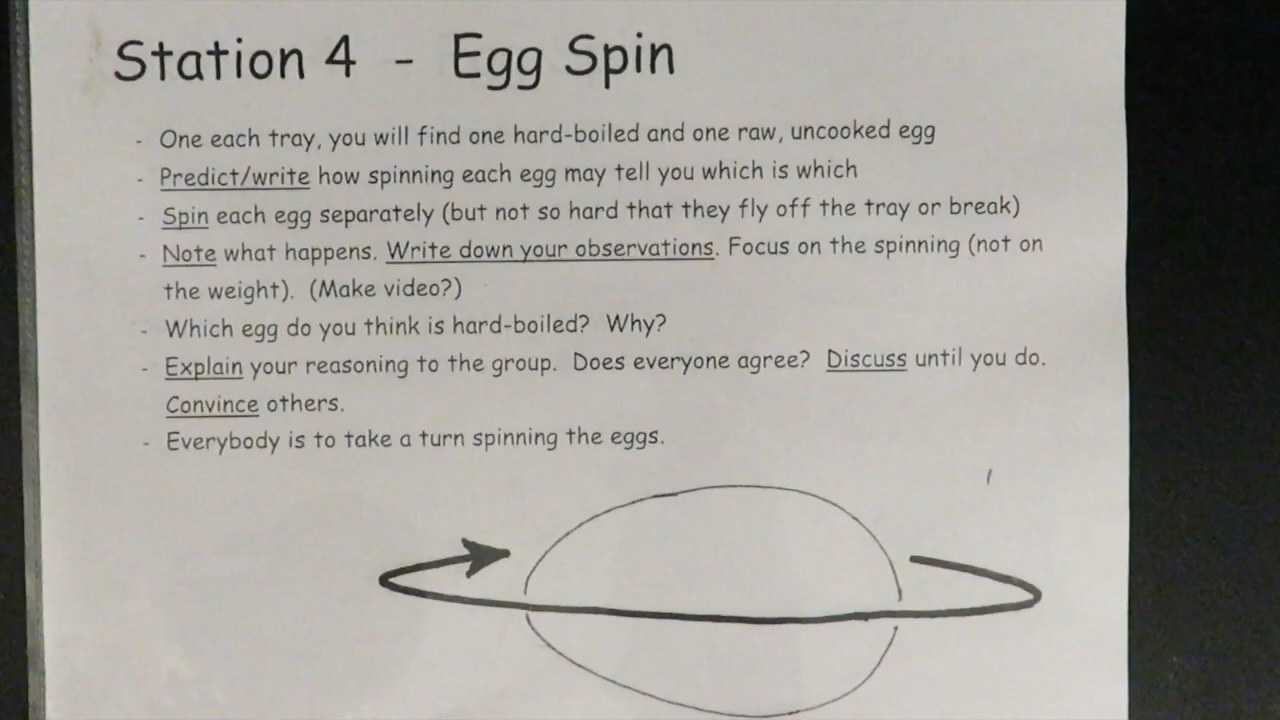 Station 4 - Egg Spin
- One each tray, you will find one hard-boiled and one raw, uncooked egg
- Predict/write how spinning each egg may tell you which is which
- Spin each egg separately (but not so hard that they fly off the tray or break)
- Note what happens. Write down your observations. Focus on the spinning (not on
the weight). (Make video?)
- Which egg do you think is hard-boiled? Why?
- Explain your reasoning to the group. Does everyone agree? Discuss until you do.
Convince others.
- Everybody is to take a turn spinning the eggs.